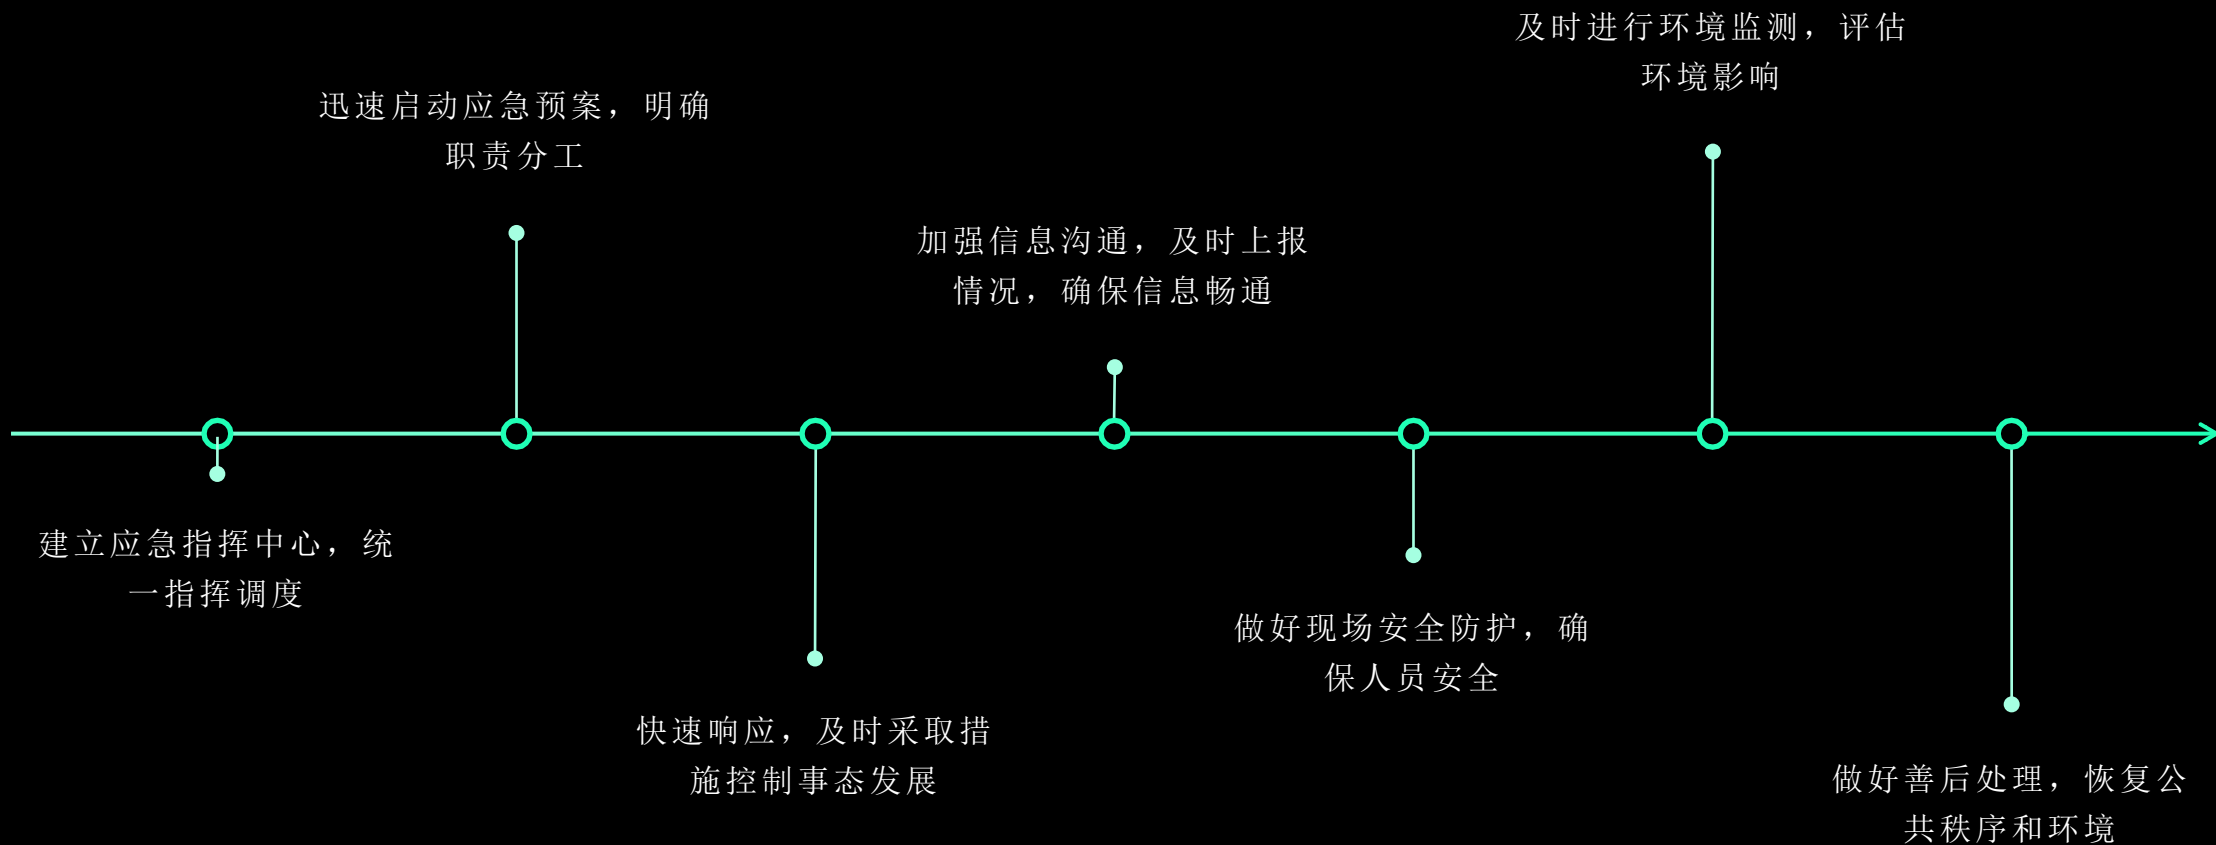 建立应急指挥中心，统
一指挥调度
迅速启动应急预案，明确
职责分工
快速响应，及时采取措
施控制事态发展
加强信息沟通，及时上报
情况，确保信息畅通
做好现场安全防护，确
保人员安全
及时进行环境监测，评估
环境影响
做好善后处理，恢复公
共秩序和环境